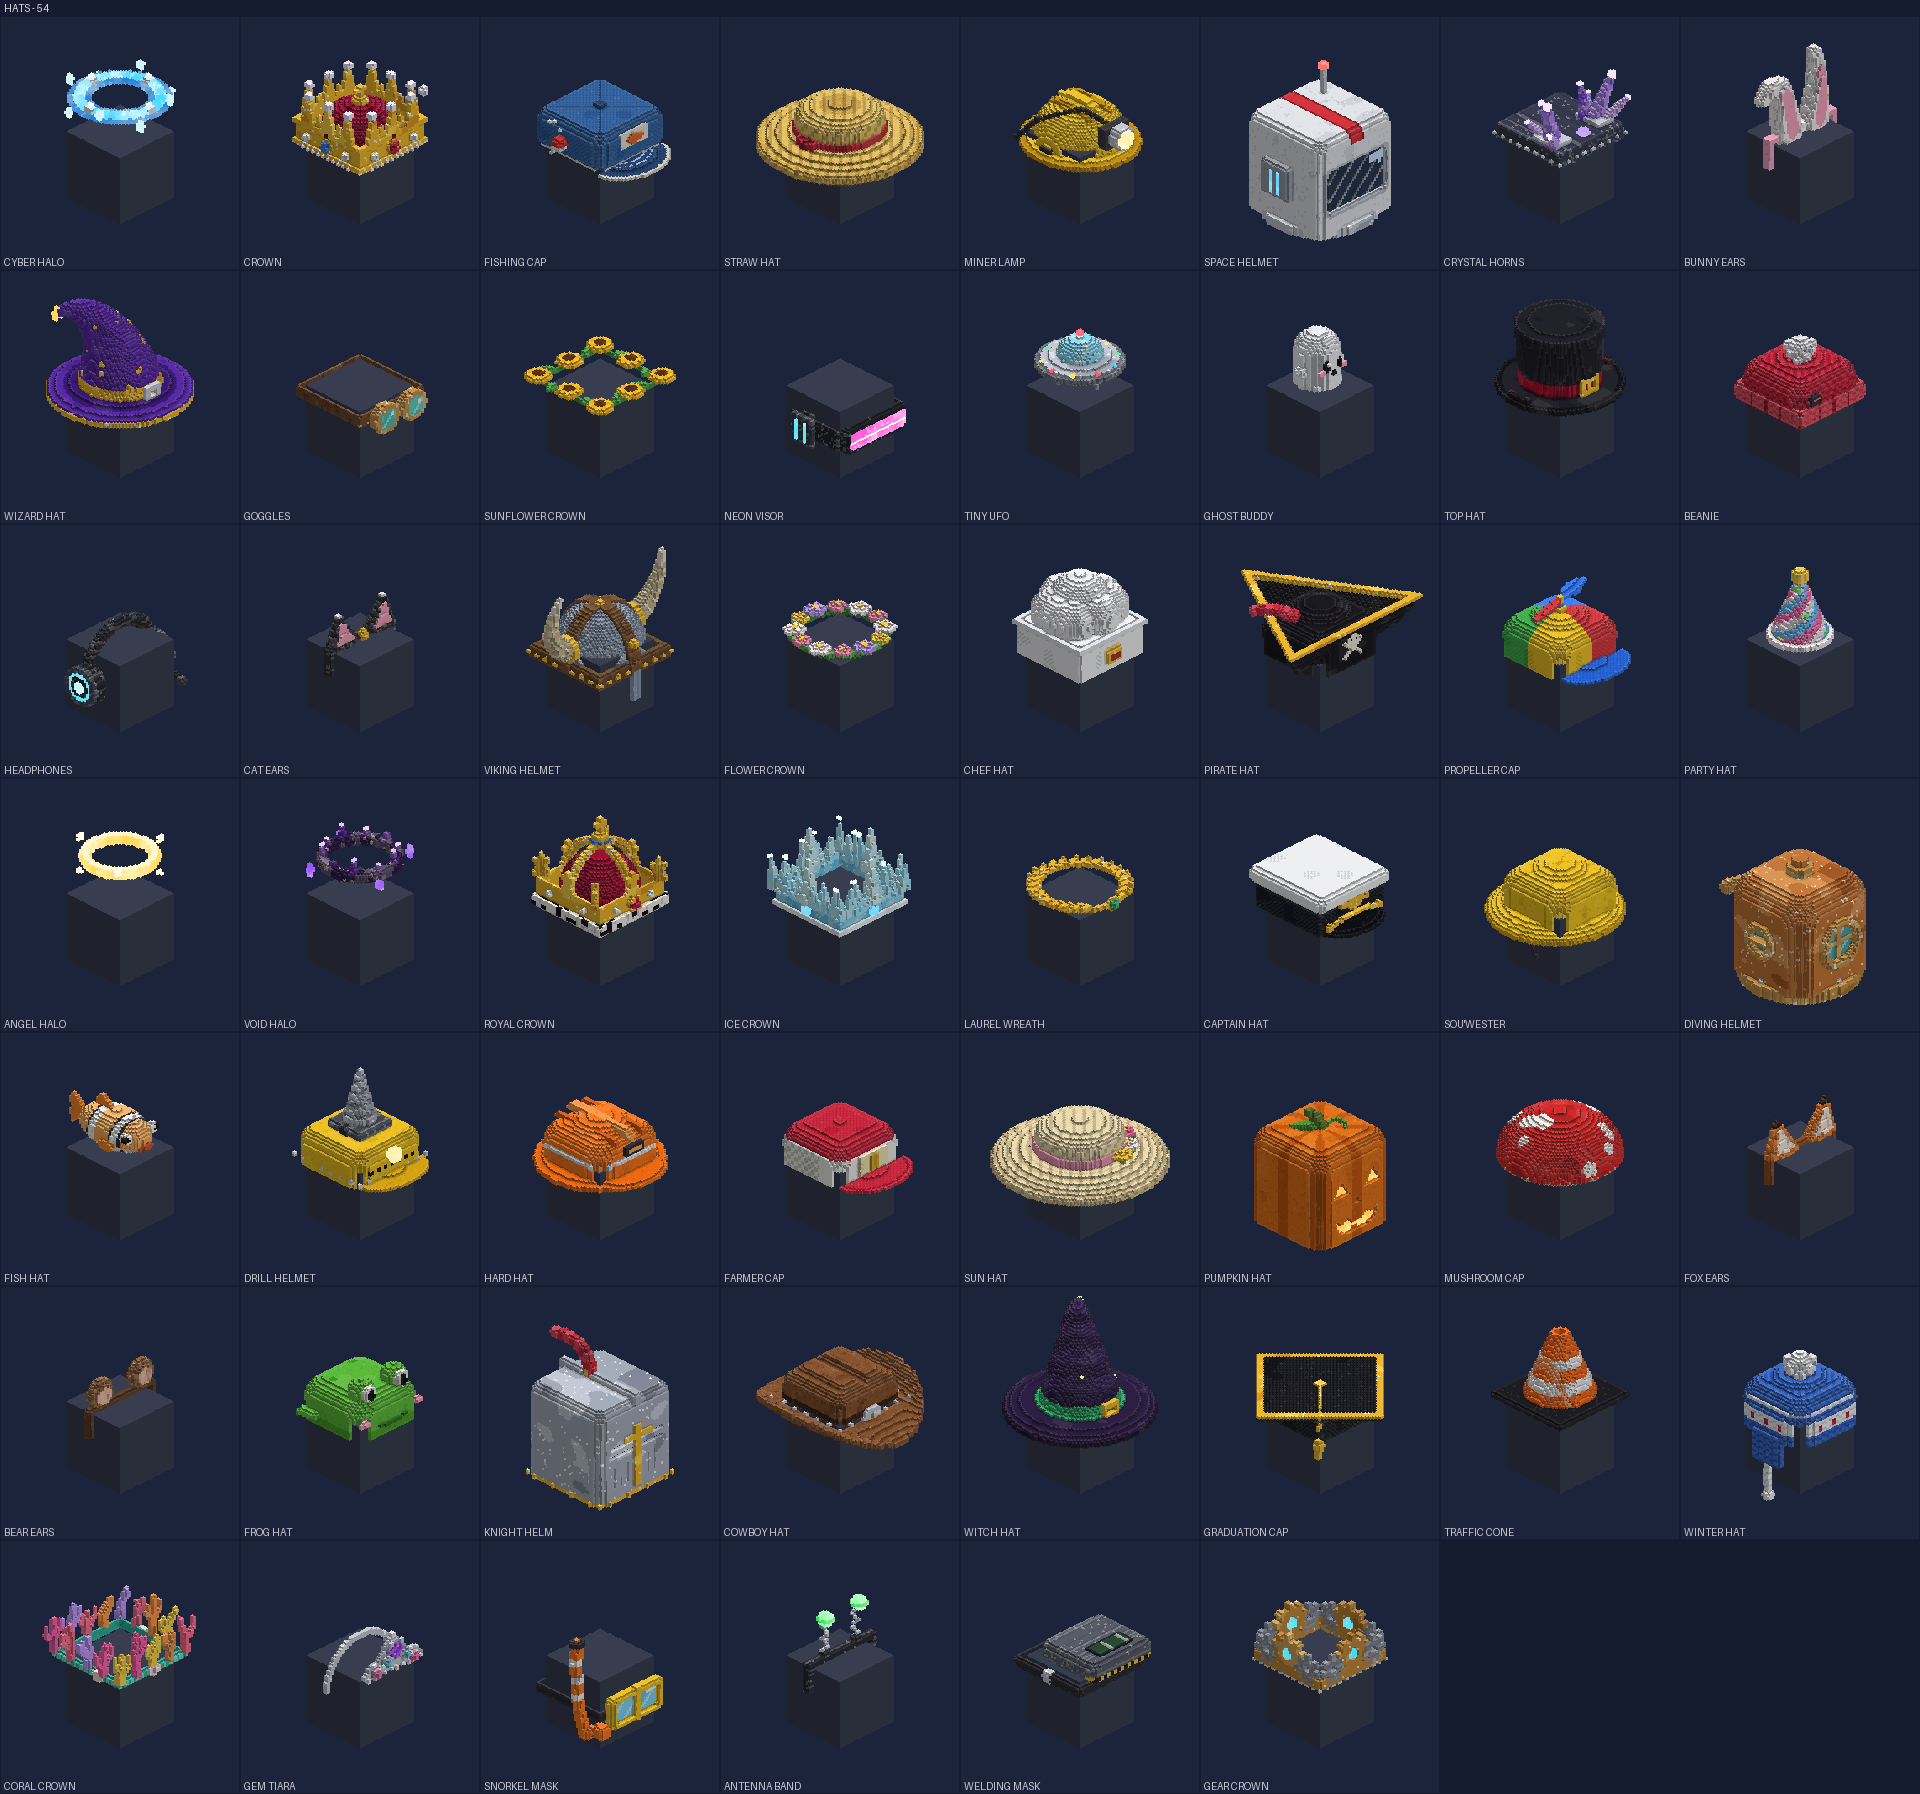 HATS - 54
CYBER HALO
CROWN
FISHING CAP
STRAW HAT
MINER LAMP
SPACE HELMET
CRYSTAL HORNS
BUNNY EARS
WIZARD HAT
GOGGLES
SUNFLOWER CROWN
NEON VISOR
TINY UFO
GHOST BUDDY
TOP HAT
BEANIE
HEADPHONES
CAT EARS
VIKING HELMET
FLOWER CROWN
CHEF HAT
PIRATE HAT
PROPELLER CAP
PARTY HAT
ANGEL HALO
VOID HALO
ROYAL CROWN
ICE CROWN
LAUREL WREATH
CAPTAIN HAT
SOU'WESTER
DIVING HELMET
FISH HAT
DRILL HELMET
HARD HAT
FARMER CAP
SUN HAT
PUMPKIN HAT
MUSHROOM CAP
FOX EARS
BEAR EARS
FROG HAT
KNIGHT HELM
COWBOY HAT
WITCH HAT
GRADUATION CAP
TRAFFIC CONE
WINTER HAT
CORAL CROWN
GEM TIARA
SNORKEL MASK
ANTENNA BAND
WELDING MASK
GEAR CROWN